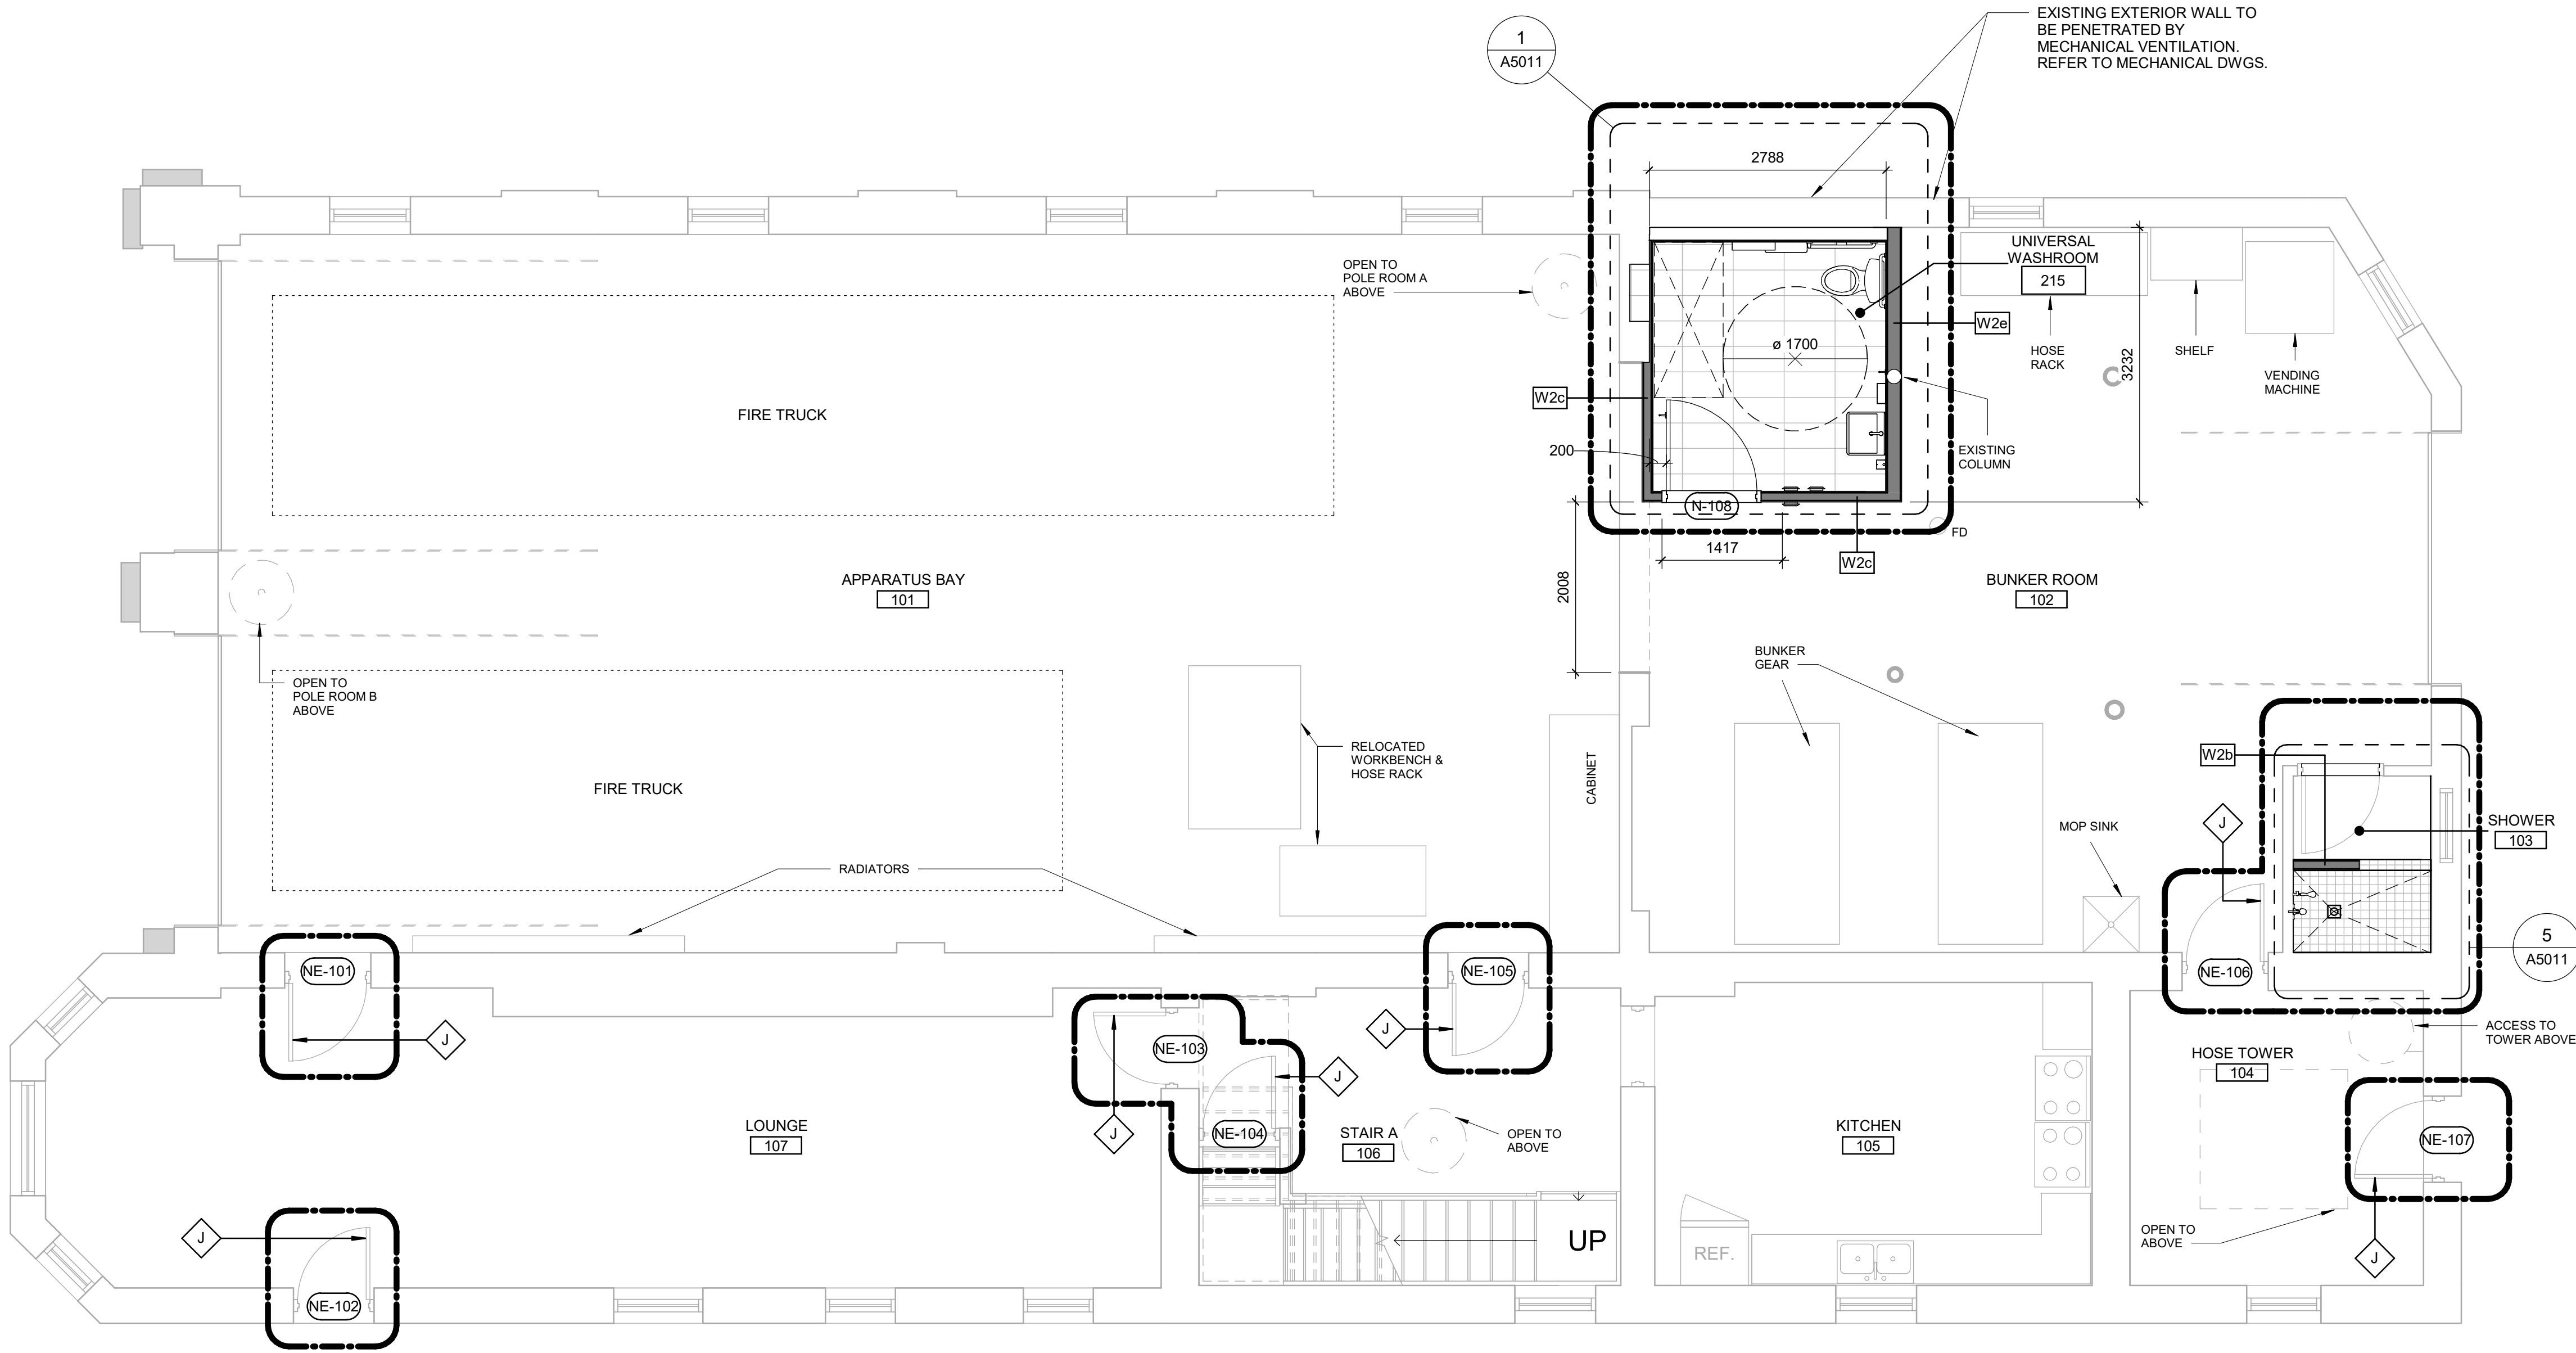 EXISTING EXTERIOR WALL TO
BE PENETRATED BY
MECHANICAL VENTILATION.
REFER TO MECHANICAL DWGS.
1
A5011
2788
UNIVERSAL
WASHROOM
215
OPEN TO
POLE ROOM A
ABOVE
W2e
ø 1700
HOSE
RACK
SHELF
VENDING
MACHINE
3232
W2c
FIRE TRUCK
200
EXISTING
COLUMN
N-108
FD
1417
W2c
2008
APPARATUS BAY
101
BUNKER ROOM
102
BUNKER
GEAR
OPEN TO
POLE ROOM B
ABOVE
RELOCATED
WORKBENCH &
HOSE RACK
CABINET
W2b
FIRE TRUCK
J
SHOWER
103
MOP SINK
RADIATORS
5
A5011
NE-101
NE-105
NE-106
J
J
NE-103
J
ACCESS TO
TOWER ABOVE
HOSE TOWER
104
LOUNGE
107
J
NE-104
STAIR A
106
OPEN TO
ABOVE
KITCHEN
105
NE-107
J
UP
REF.
OPEN TO
ABOVE
J
NE-102